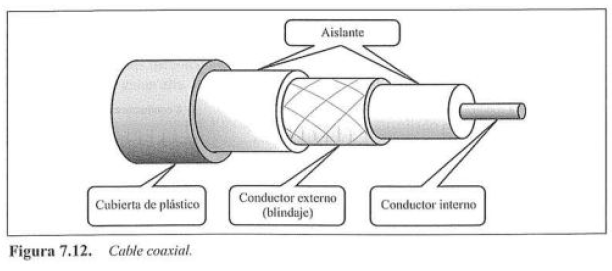 Aislante
Cubierta de plástico
Conductor externo
(blindaje)
Conductor interno
Figura 7.12. Cable coaxial.